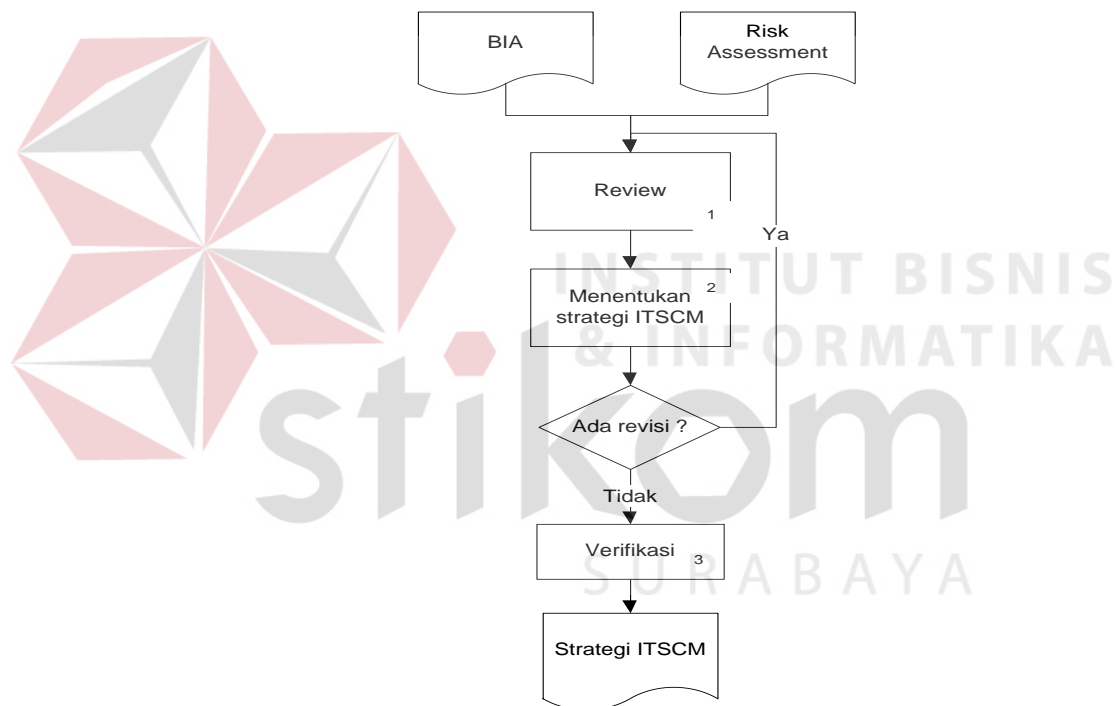 BIA
Risk
Assessment
Review
1
Ya
Menentukan
strategi ITSCM
2
Ada revisi ?
Tidak
Verifikasi
3
Strategi ITSCM
INSTITUT BISNIS
& INFORMATIKA
stikom
SURABAYA